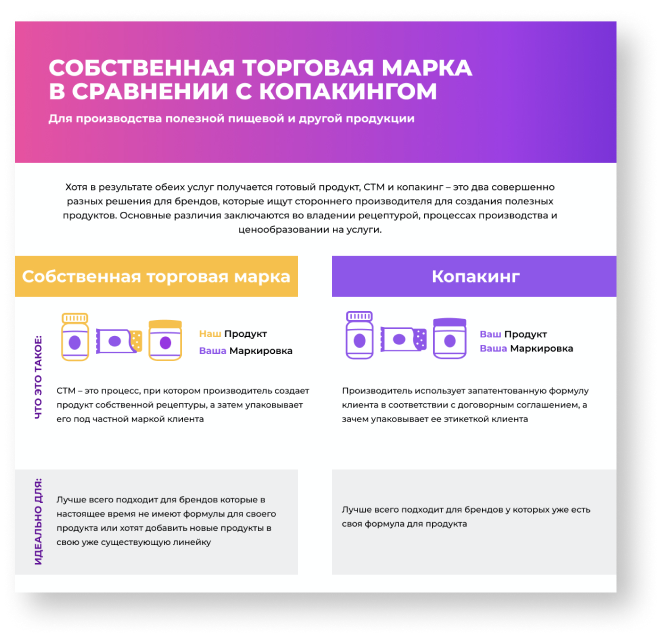 СОБСТВЕННАЯ ТОРГОВАЯ МАРКА
В СРАВНЕНИИ С КОПАКИНГОМ
Для производства полезной пищевой и другой продукции
Хотя в результате обеих услуг получается готовый продукт, СТМ и копакинг – это два совершенно
разных решения для брендов, которые ищут стороннего производителя для создания полезных
продуктов. Основные различия заключаются во владении рецептурой, процессах производства и
ценообразовании на услуги.
Собственная торговая марка
Копакинг
ЧТО ЭТО ТАКОЕ:
Наш Продукт
Ваша Маркировка
СТМ – это процесс, при котором производитель создает
продукт собственной рецептуры, а затем упаковывает
его под частной маркой клиента
Ваш Продукт
Ваша Маркировка
Производитель использует запатентованную формулу
клиента в соответствии с договорным соглашением, а
зачем упаковывает ее этикеткой клиента
ИДЕАЛЬНО ДЛЯ:
Лучше всего подходит для брендов которые в
настоящее время не имеют формулы для своего
продукта или хотят добавить новые продукты в
свою уже существующую линейку
Лучше всего подходит для брендов у которых уже есть
своя формула для продукта